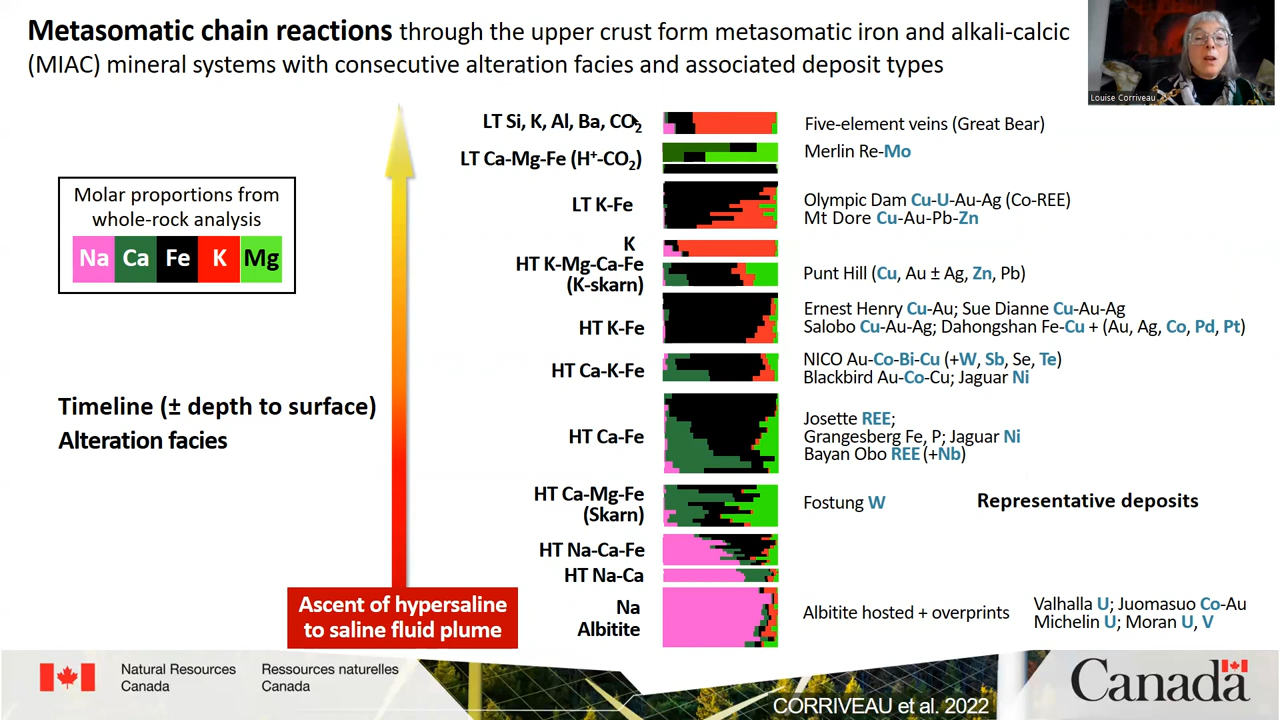 Metasomatic chain reactions through the upper crust form metasomatic iron and alkali-calcic
(MIAC) mineral systems with consecutive alteration facies and associated deposit types
Louise Corriveau
LT Si, K, Al, Ba, CO2
Five-element veins (Great Bear)
LT Ca-Mg-Fe (H+-CO2)
Merlin Re-Mo
Molar proportions from
whole-rock analysis
Na Ca Fe K Mg
LT K-Fe
Olympic Dam Cu-U-Au-Ag (Co-REE)
Mt Dore Cu-Au-Pb-Zn
K
HT K-Mg-Ca-Fe
(K-skarn)
Punt Hill (Cu, Au ± Ag, Zn, Pb)
HT K-Fe
Ernest Henry Cu-Au; Sue Dianne Cu-Au-Ag
Salobo Cu-Au-Ag; Dahongshan Fe-Cu + (Au, Ag, Co, Pd, Pt)
HT Ca-K-Fe
NICO Au-Co-Bi-Cu (+W, Sb, Se, Te)
Blackbird Au-Co-Cu; Jaguar Ni
Timeline (± depth to surface)
Alteration facies
HT Ca-Fe
Josette REE;
Grangesberg Fe, P; Jaguar Ni
Bayan Obo REE (+Nb)
HT Ca-Mg-Fe
(Skarn)
Fostung W
Representative deposits
HT Na-Ca-Fe
HT Na-Ca
Ascent of hypersaline
to saline fluid plume
Na
Albitite
Albitite hosted + overprints
Valhalla U; Juomasuo Co-Au
Michelin U; Moran U, V
Natural Resources
Canada
Ressources naturelles
Canada
Canada
CORRIVEAU et al. 2022